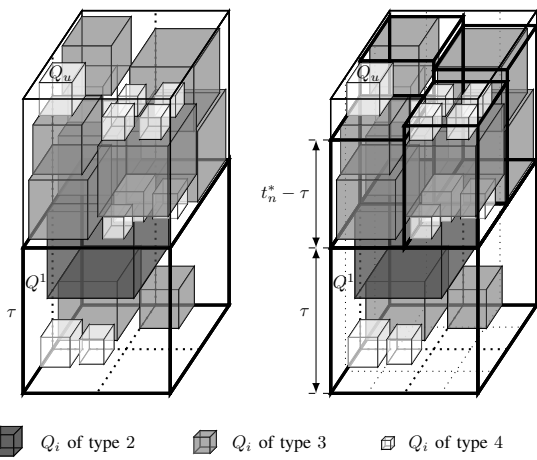 Q_u
Q_u
t_n^* − τ
Q^1
Q^1
τ
τ
Q_i of type 2
Q_i of type 3
Q_i of type 4